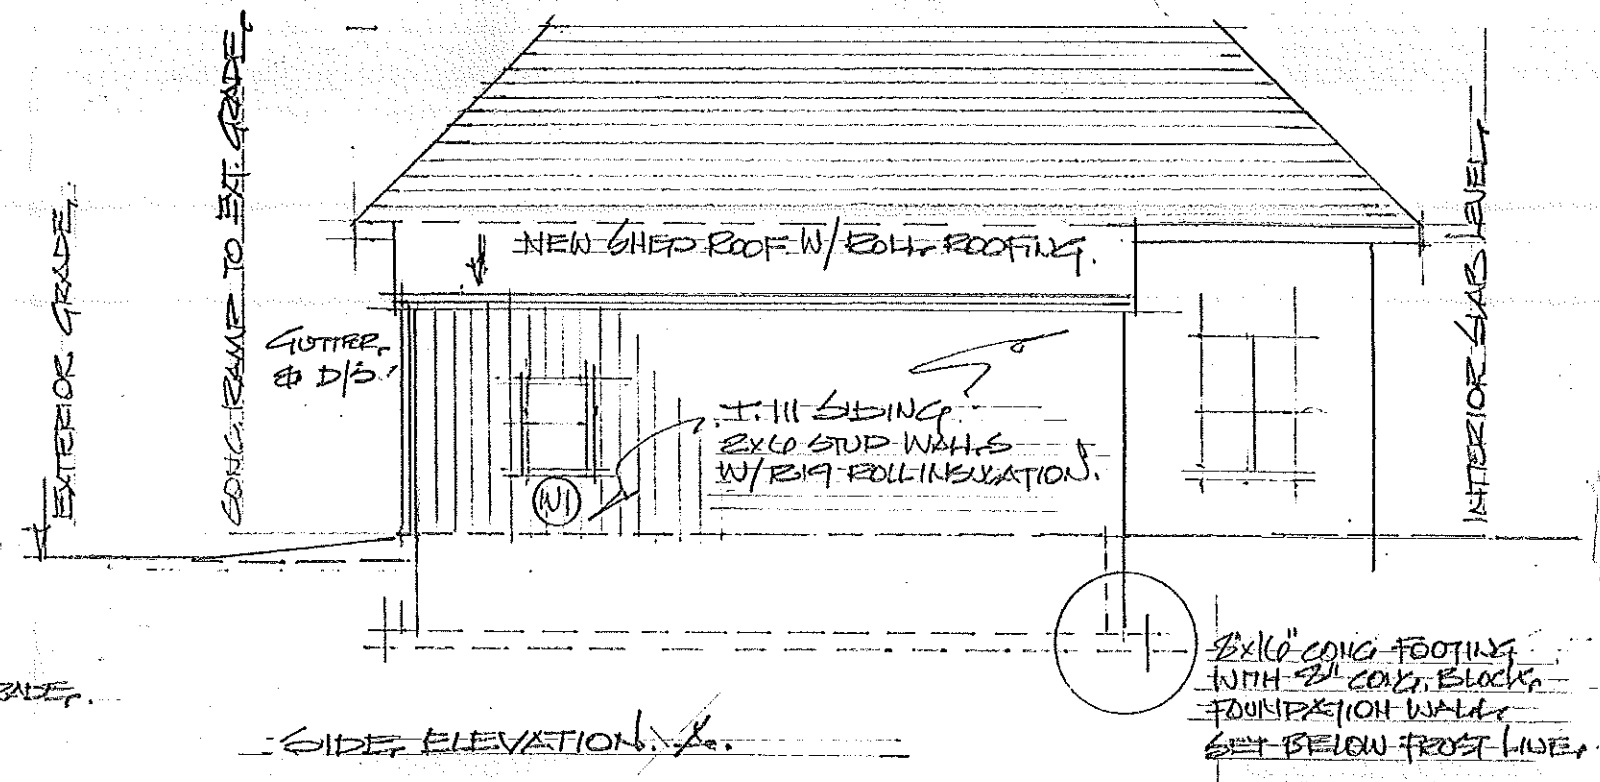 EXTERIOR GRADE
CONC. RAMP TO EXT. GRADE
NEW SHED ROOF W/ ROLL ROOFING.
GUTTER
& D/S.
T. 111 SIDING
2x6 STUD WALLS
W/ R19 ROLL INSULATION.
W1
INTERIOR SLAB LEVEL
8"x16" CONC FOOTING
WITH 8" CONC. BLOCK
FOUNDATION WALL
SET BELOW FROST LINE.
SIDE ELEVATION.